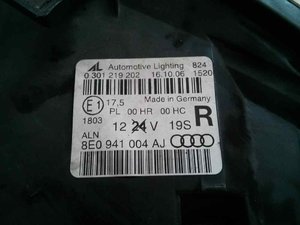 AL Automotive Lighting 824
0 301 219 202 16.10.06 1520
E1 17,5 Made in Germany
PL 00 HR 00 HC
1803 12 24 V 19S R
ALN
8E0 941 004 AJ